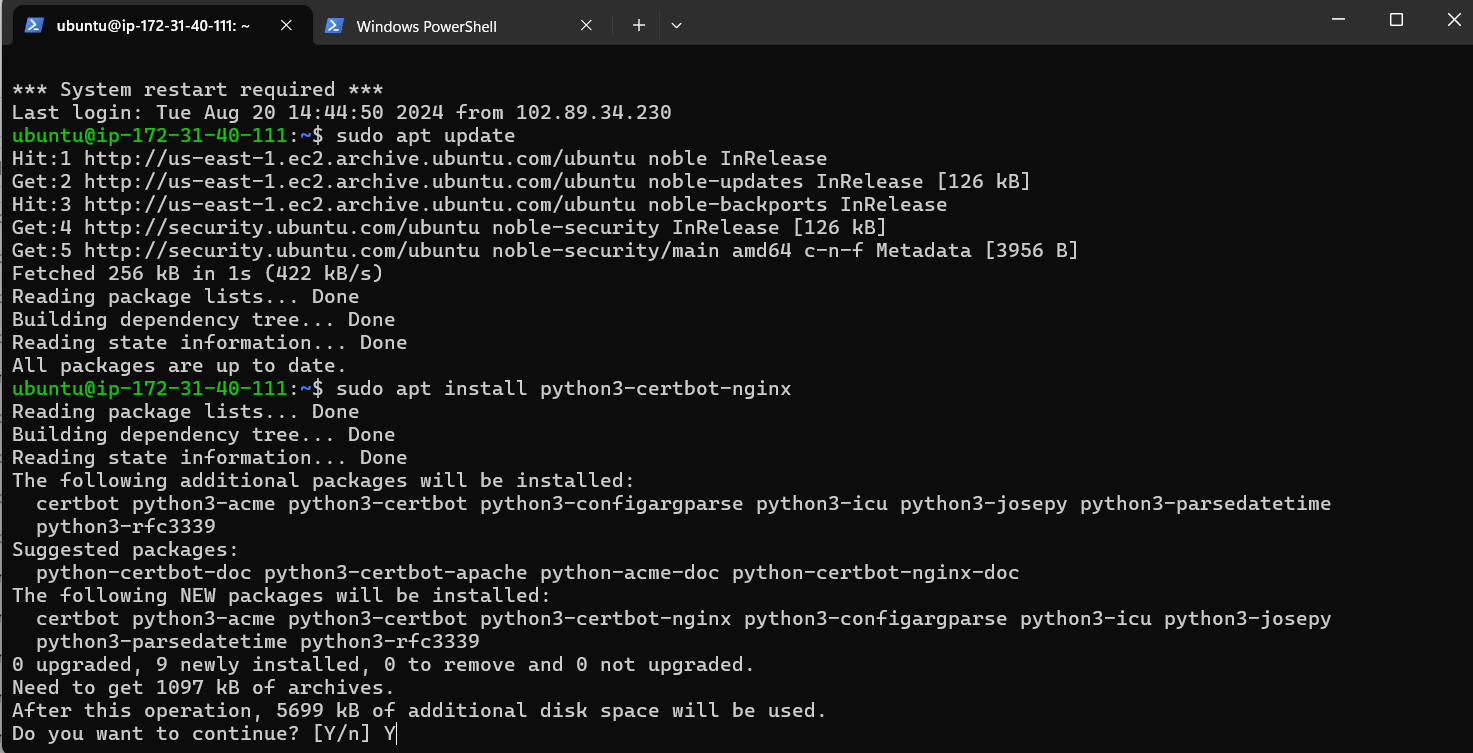 ubuntu@ip-172-31-40-111: ~
Windows PowerShell
*** System restart required ***
Last login: Tue Aug 20 14:44:50 2024 from 102.89.34.230
ubuntu@ip-172-31-40-111:~$ sudo apt update
Hit:1 http://us-east-1.ec2.archive.ubuntu.com/ubuntu noble InRelease
Get:2 http://us-east-1.ec2.archive.ubuntu.com/ubuntu noble-updates InRelease [126 kB]
Hit:3 http://us-east-1.ec2.archive.ubuntu.com/ubuntu noble-backports InRelease
Get:4 http://security.ubuntu.com/ubuntu noble-security InRelease [126 kB]
Get:5 http://security.ubuntu.com/ubuntu noble-security/main amd64 c-n-f Metadata [3956 B]
Fetched 256 kB in 1s (422 kB/s)
Reading package lists... Done
Building dependency tree... Done
Reading state information... Done
All packages are up to date.
ubuntu@ip-172-31-40-111:~$ sudo apt install python3-certbot-nginx
Reading package lists... Done
Building dependency tree... Done
Reading state information... Done
The following additional packages will be installed:
  certbot python3-acme python3-certbot python3-configargparse python3-icu python3-josepy python3-parsedatetime
  python3-rfc3339
Suggested packages:
  python-certbot-doc python3-certbot-apache python-acme-doc python-certbot-nginx-doc
The following NEW packages will be installed:
  certbot python3-acme python3-certbot python3-certbot-nginx python3-configargparse python3-icu python3-josepy
  python3-parsedatetime python3-rfc3339
0 upgraded, 9 newly installed, 0 to remove and 0 not upgraded.
Need to get 1097 kB of archives.
After this operation, 5699 kB of additional disk space will be used.
Do you want to continue? [Y/n] Y